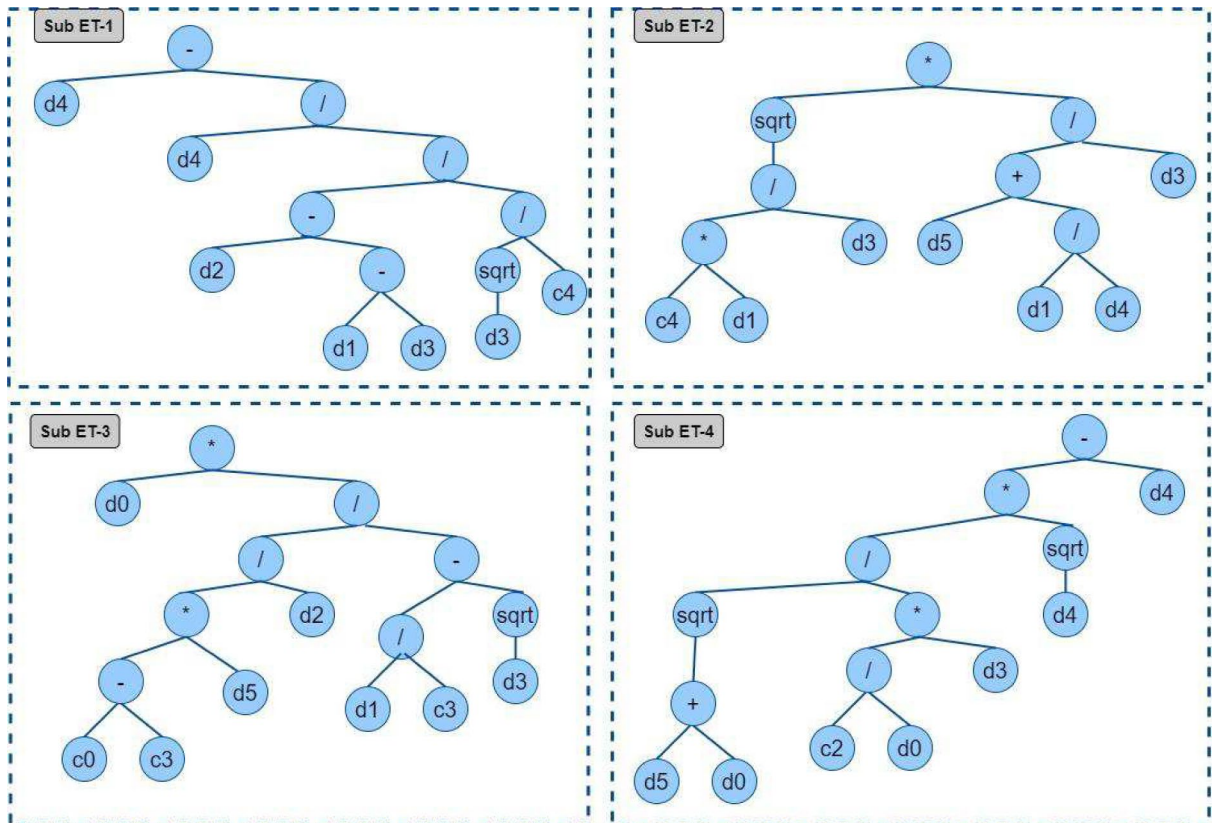 Sub ET-1
-
d4
/
d4
/
-
/
d2
-
sqrt
c4
d1
d3
d3
Sub ET-2
*
sqrt
/
/
+
d3
*
d3
d5
/
c4
d1
d1
d4
Sub ET-3
*
d0
/
/
-
*
d2
/
sqrt
-
d5
d1
c3
d3
c0
c3
Sub ET-4
-
*
d4
/
sqrt
sqrt
*
d4
+
/
d3
c2
d0
d5
d0